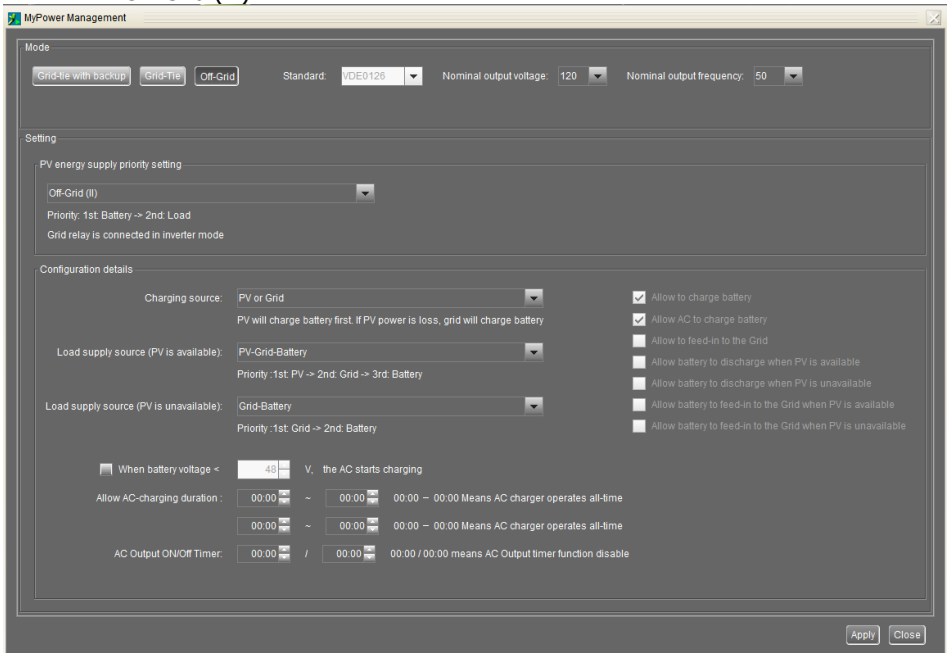 MyPower Management
Mode
Grid-tie with backup Grid-Tie Off-Grid Standard: VDE0126 Nominal output voltage: 120 Nominal output frequency: 50
Setting
PV energy supply priority setting
Off-Grid (II)
Priority: 1st: Battery -> 2nd: Load
Grid relay is connected in inverter mode
Configuration details
Charging source: PV or Grid
PV will charge battery first. If PV power is loss, grid will charge battery
Load supply source (PV is available): PV-Grid-Battery
Priority :1st: PV -> 2nd: Grid -> 3rd: Battery
Load supply source (PV is unavailable): Grid-Battery
Priority :1st: Grid -> 2nd: Battery
Allow to charge battery
Allow AC to charge battery
Allow to feed-in to the Grid
Allow battery to discharge when PV is available
Allow battery to discharge when PV is unavailable
Allow battery to feed-in to the Grid when PV is available
Allow battery to feed-in to the Grid when PV is unavailable
When battery voltage < 48 V, the AC starts charging
Allow AC-charging duration : 00:00 ~ 00:00 00:00 – 00:00 Means AC charger operates all-time
00:00 ~ 00:00 00:00 – 00:00 Means AC charger operates all-time
AC Output ON/Off Timer: 00:00 / 00:00 00:00 / 00:00 means AC Output timer function disable
Apply Close